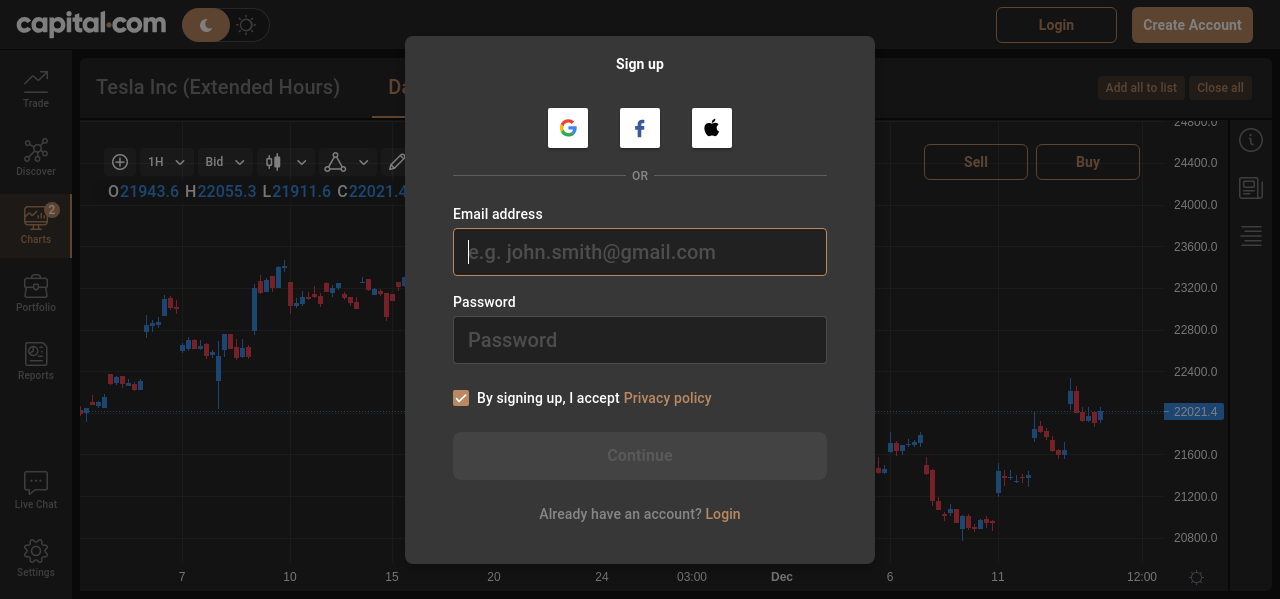 capital.com
Login
Create Account
Sign up
Tesla Inc (Extended Hours)
Da
Add all to list
Close all
Trade
Discover
Charts
2
Portfolio
Reports
Live Chat
Settings
1H
Bid
Sell
Buy
O21943.6 H22055.3 L21911.6 C22021.4
OR
Email address
e.g. john.smith@gmail.com
Password
Password
By signing up, I accept Privacy policy
Continue
Already have an account? Login
24800.0
24400.0
24000.0
23600.0
23200.0
22800.0
22400.0
22021.4
21600.0
21200.0
20800.0
7
10
15
20
24
03:00
Dec
6
11
12:00